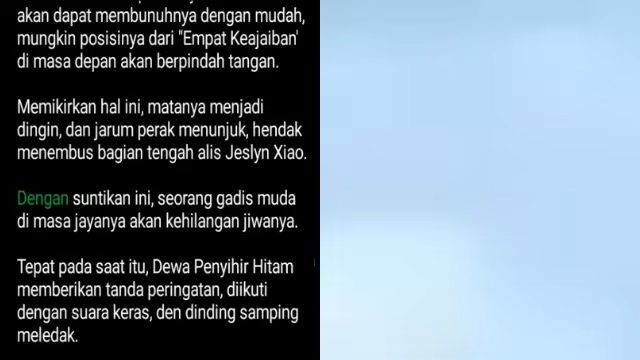 akan dapat membunuhnya dengan mudah,
mungkin posisinya dari "Empat Keajaiban'
di masa depan akan berpindah tangan.
Memikirkan hal ini, matanya menjadi
dingin, dan jarum perak menunjuk, hendak
menembus bagian tengah alis Jeslyn Xiao.
Dengan suntikan ini, seorang gadis muda
di masa jayanya akan kehilangan jiwanya.
Tepat pada saat itu, Dewa Penyihir Hitam
memberikan tanda peringatan, diikuti
dengan suara keras, den dinding samping
meledak.